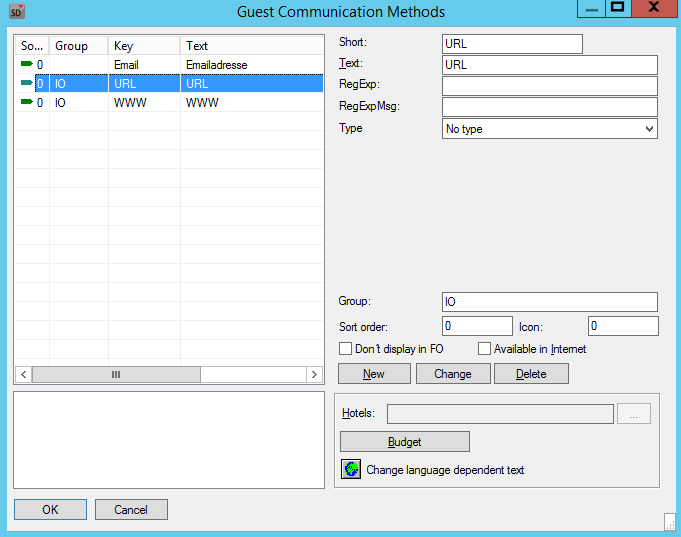 SD
Guest Communication Methods
So... Group Key Text
0 Email Emailadresse
0 IO URL URL
0 IO WWW WWW
Short: URL
Text: URL
RegExp:
RegExpMsg:
Type No type
Group: IO
Sort order: 0 Icon: 0
Don't display in FO Available in Internet
New Change Delete
Hotels: ...
Budget
Change language dependent text
OK Cancel